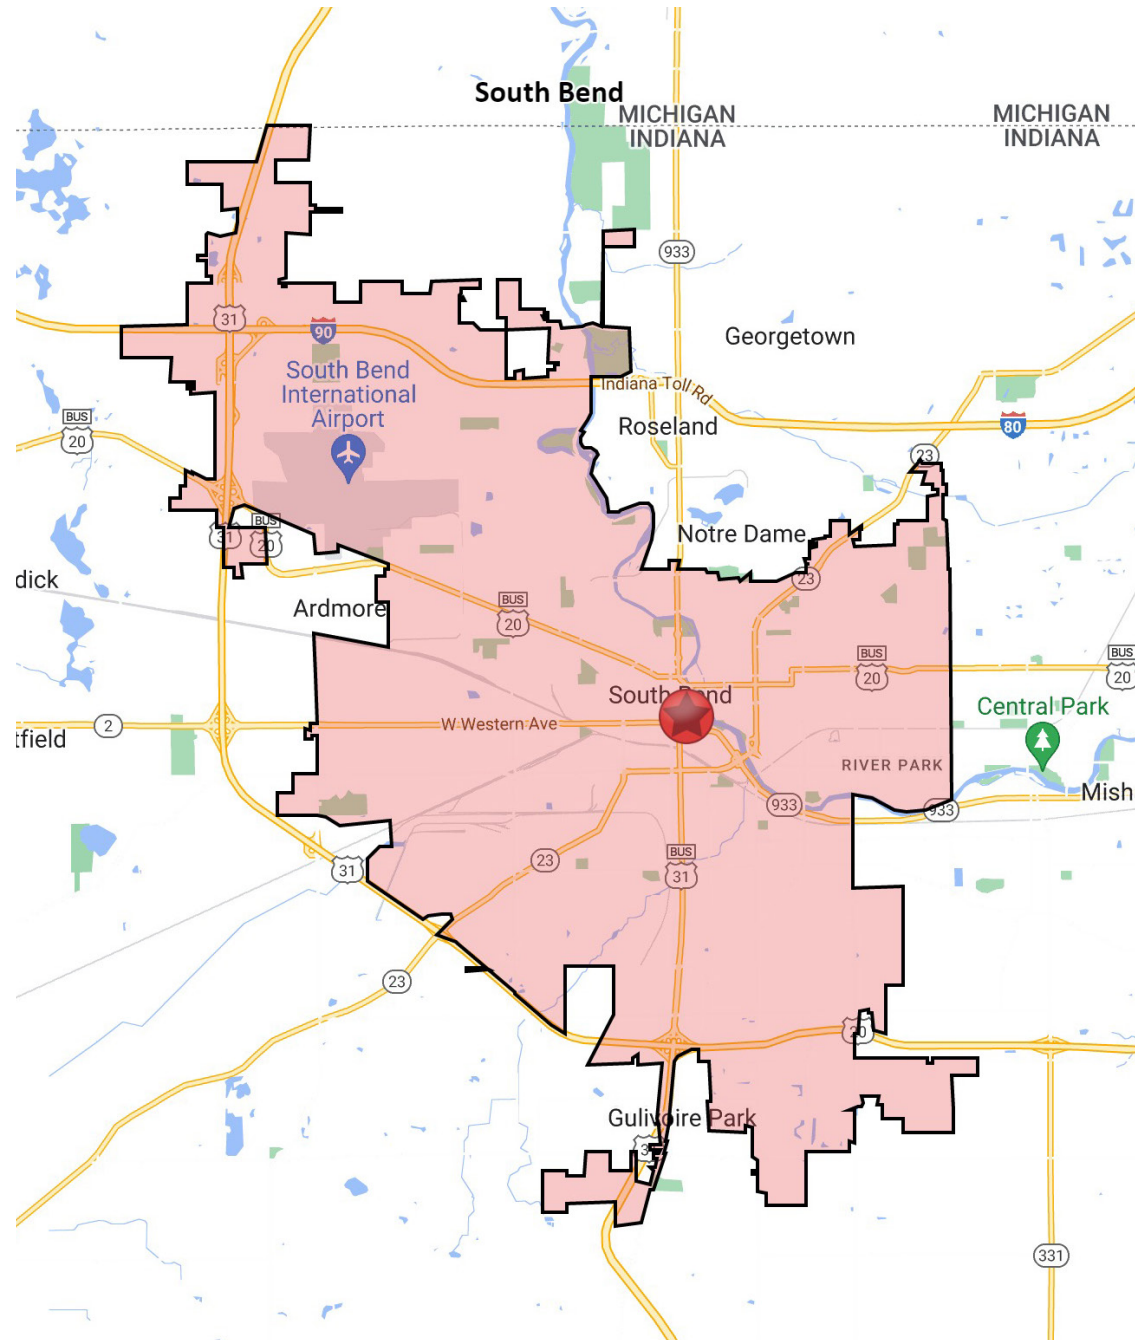 South Bend
MICHIGAN
INDIANA
MICHIGAN
INDIANA
933
31
90
Georgetown
South Bend
International
Airport
Indiana Toll Rd
BUS
20
Roseland
80
23
31
BUS
20
Notre Dame
23
dick
Ardmore
BUS
20
BUS
20
BUS
20
South Bend
Central Park
2
W Western Ave
tfield
RIVER PARK
Mish
933
933
31
23
BUS
31
23
20
Gulivoire Park
331